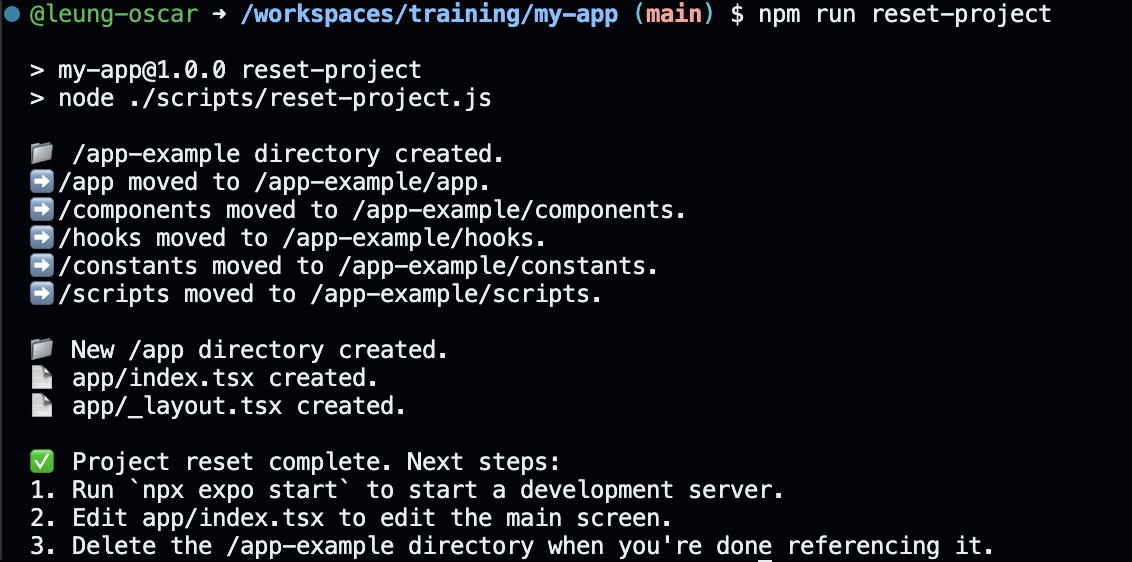 @leung-oscar → /workspaces/training/my-app (main) $ npm run reset-project
> my-app@1.0.0 reset-project
> node ./scripts/reset-project.js
📁 /app-example directory created.
➡️ /app moved to /app-example/app.
➡️ /components moved to /app-example/components.
➡️ /hooks moved to /app-example/hooks.
➡️ /constants moved to /app-example/constants.
➡️ /scripts moved to /app-example/scripts.
📁 New /app directory created.
📄 app/index.tsx created.
📄 app/_layout.tsx created.
✅ Project reset complete. Next steps:
1. Run `npx expo start` to start a development server.
2. Edit app/index.tsx to edit the main screen.
3. Delete the /app-example directory when you're done referencing it.